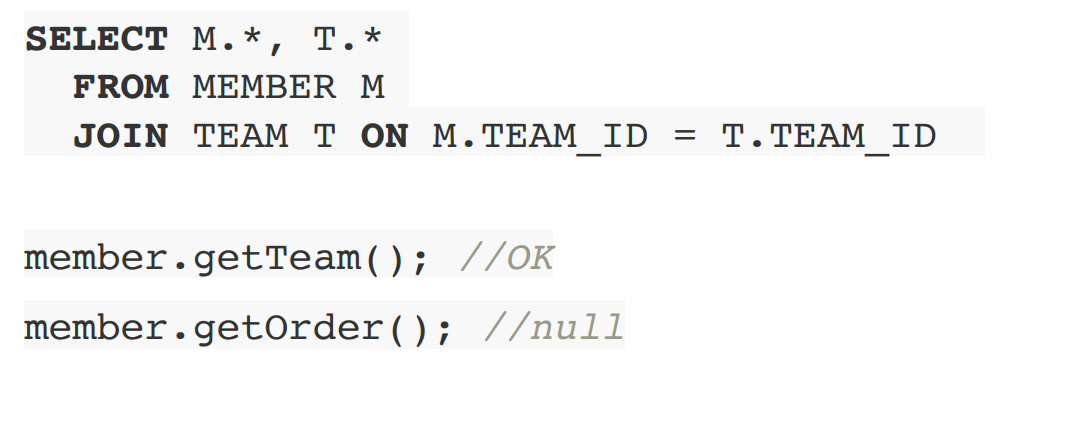 SELECT M.*, T.*
FROM MEMBER M
JOIN TEAM T ON M.TEAM_ID = T.TEAM_ID
member.getTeam(); //OK
member.getOrder(); //null